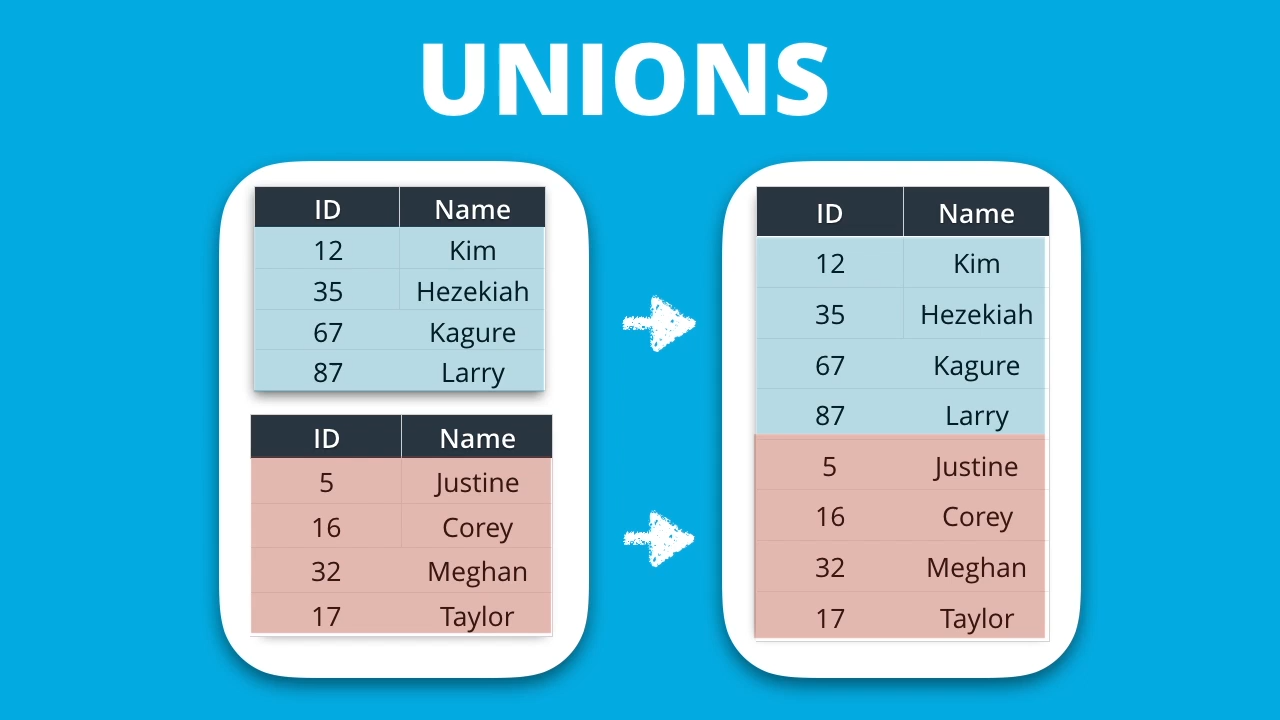 UNIONS
ID Name
12 Kim
35 Hezekiah
67 Kagure
87 Larry
ID Name
5 Justine
16 Corey
32 Meghan
17 Taylor
ID Name
12 Kim
35 Hezekiah
67 Kagure
87 Larry
5 Justine
16 Corey
32 Meghan
17 Taylor